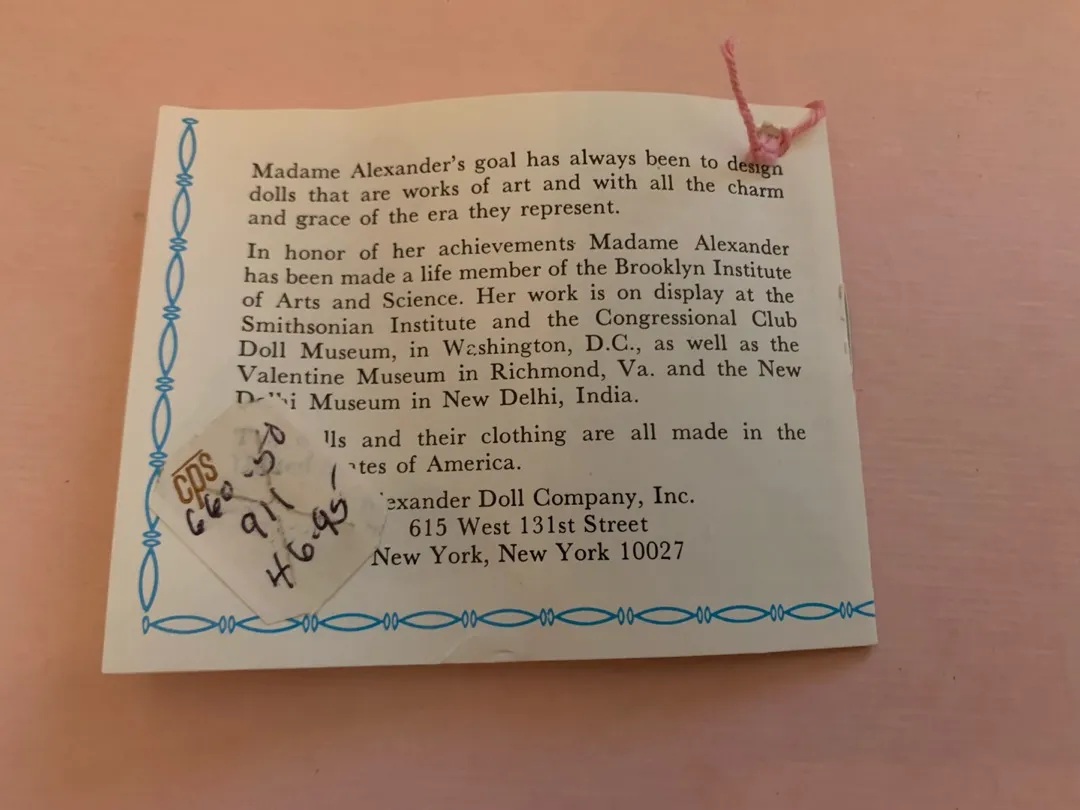 Madame Alexander's goal has always been to design
dolls that are works of art and with all the charm
and grace of the era they represent.
In honor of her achievements Madame Alexander
has been made a life member of the Brooklyn Institute
of Arts and Science. Her work is on display at the
Smithsonian Institute and the Congressional Club
Doll Museum, in Washington, D.C., as well as the
Valentine Museum in Richmond, Va. and the New
Delhi Museum in New Delhi, India.
lls and their clothing are all made in the
tes of America.
exander Doll Company, Inc.
615 West 131st Street
New York, New York 10027
CPS
660-350
911
46.95